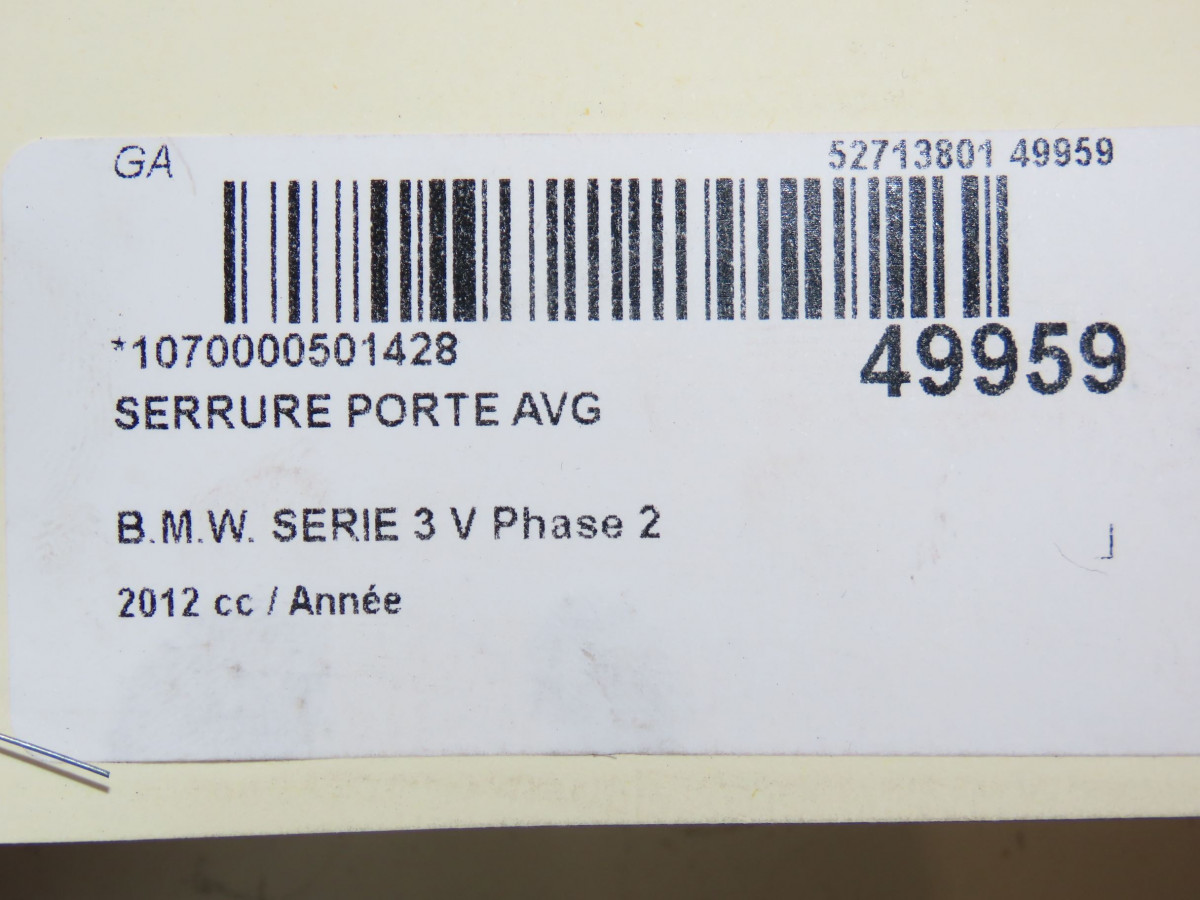 GA
52713801 49959
*1070000501428
49959
SERRURE PORTE AVG
B.M.W. SERIE 3 V Phase 2
2012 cc / Année